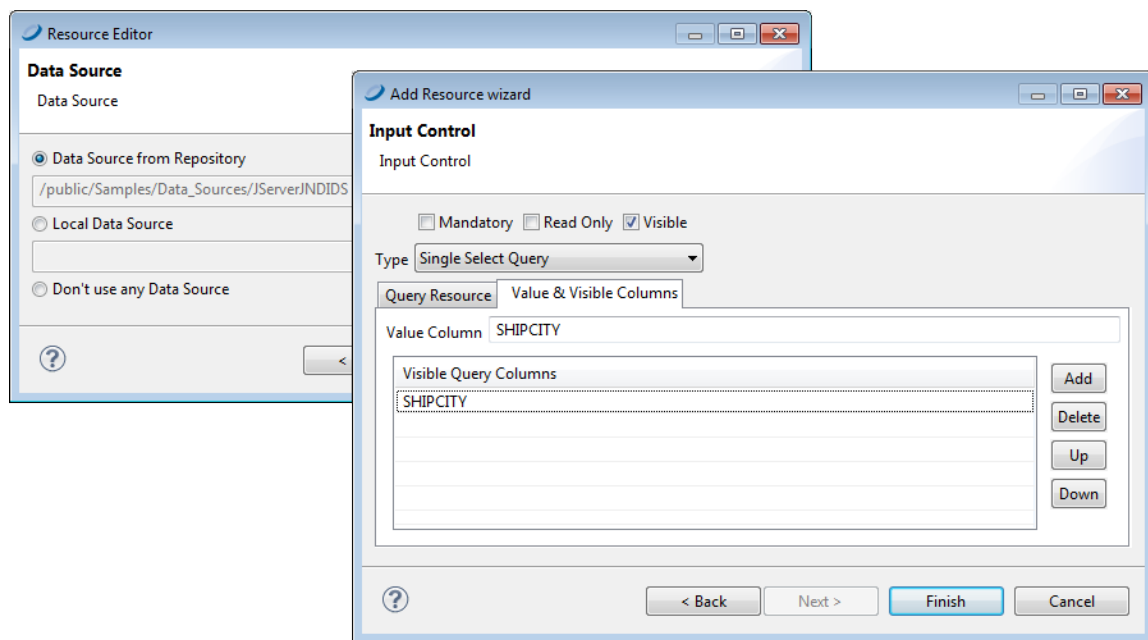 Resource Editor
Data Source
Data Source
Data Source from Repository
/public/Samples/Data_Sources/JServerJNDIDS
Local Data Source
Don't use any Data Source
?
<
Add Resource wizard
Input Control
Input Control
Mandatory Read Only Visible
Type Single Select Query
Query Resource Value & Visible Columns
Value Column SHIPCITY
Visible Query Columns
SHIPCITY
Add
Delete
Up
Down
?
< Back Next > Finish Cancel